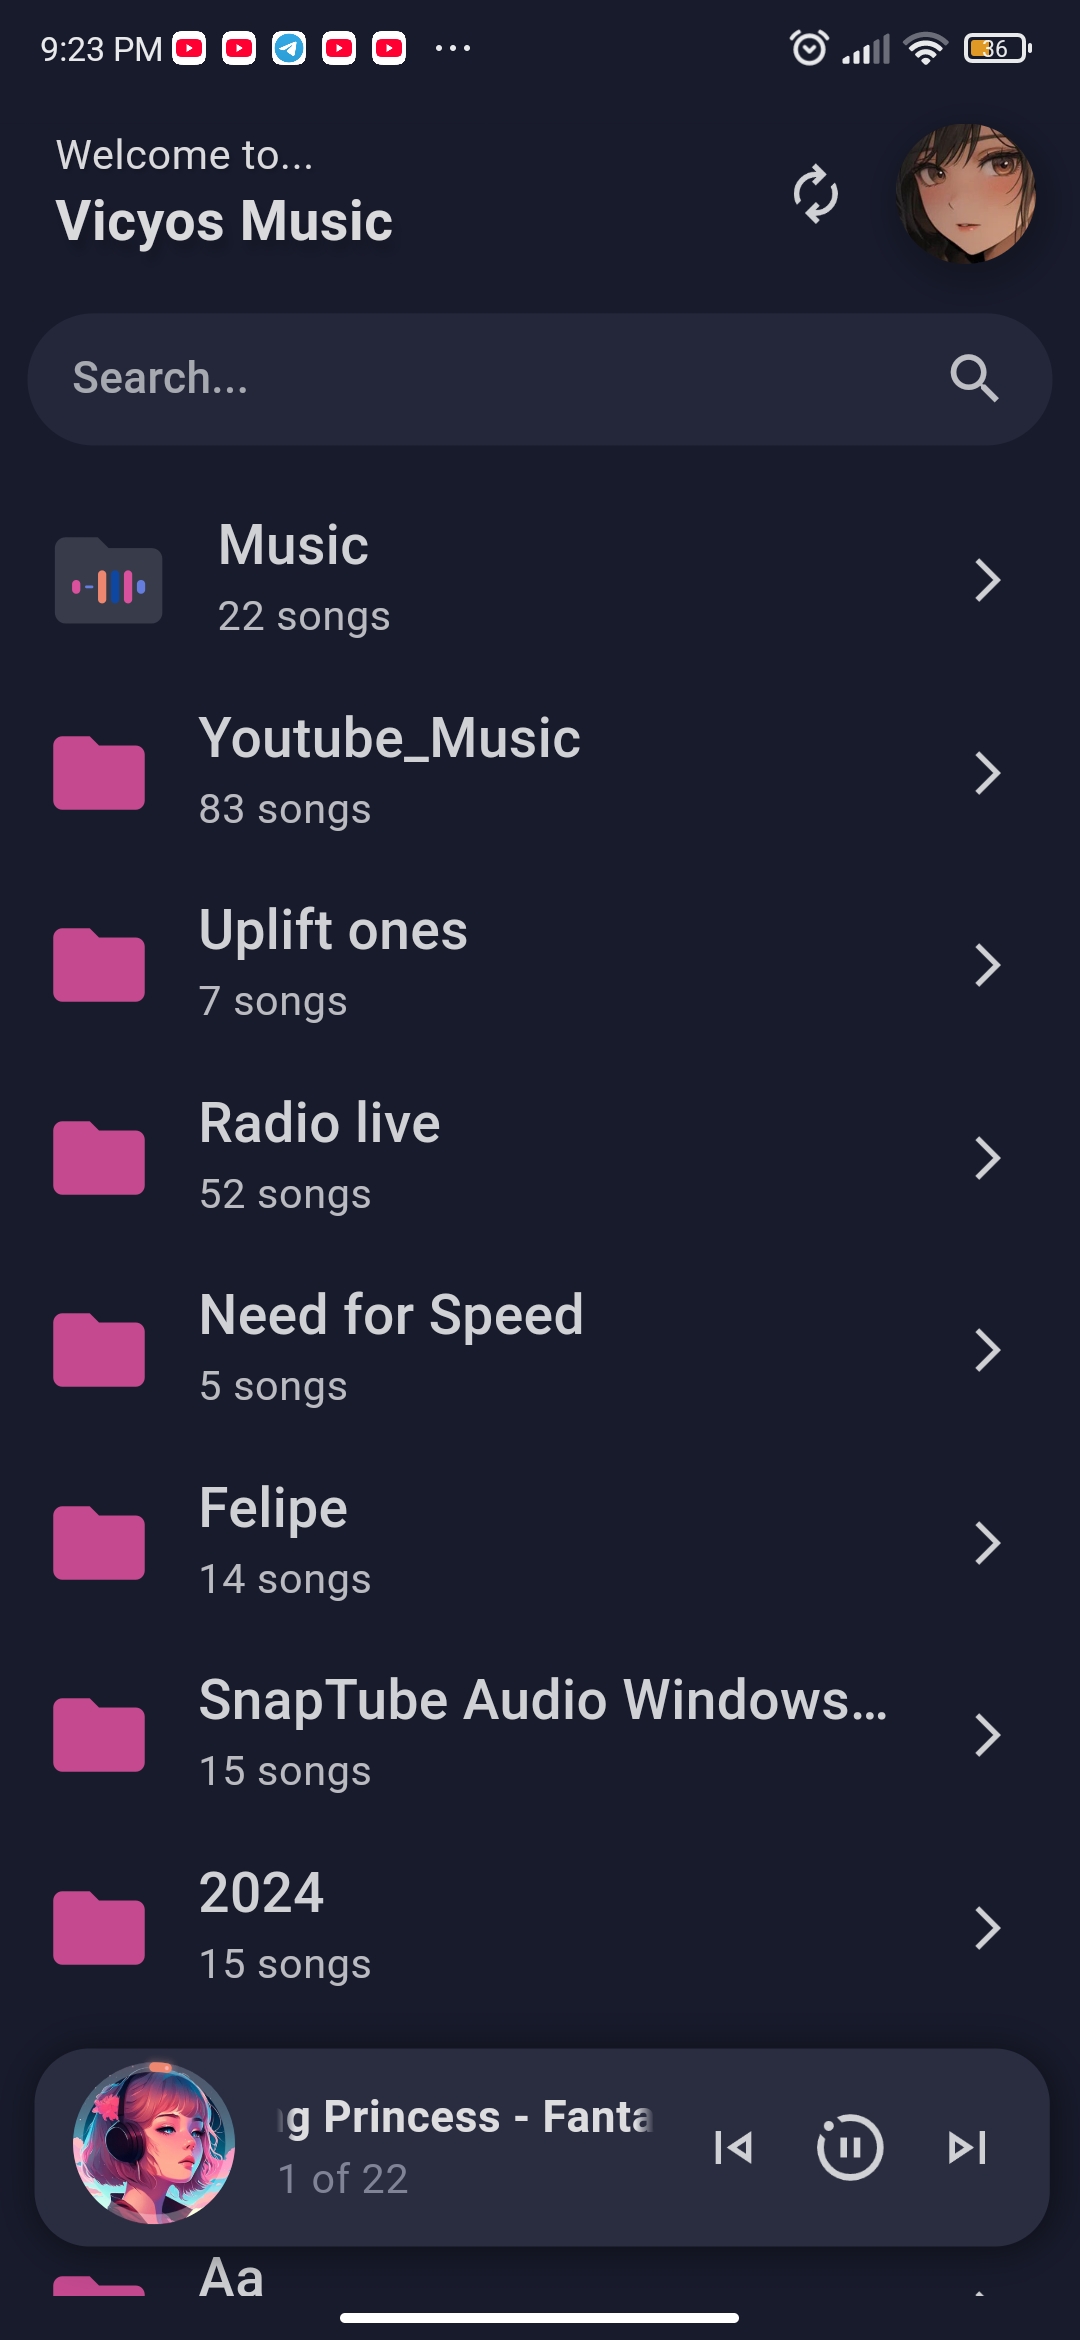 9:23 PM
36
Welcome to...
Vicyos Music
Search...
Music
22 songs
Youtube_Music
83 songs
Uplift ones
7 songs
Radio live
52 songs
Need for Speed
5 songs
Felipe
14 songs
SnapTube Audio Windows...
15 songs
2024
15 songs
g Princess - Fanta
1 of 22
Aa